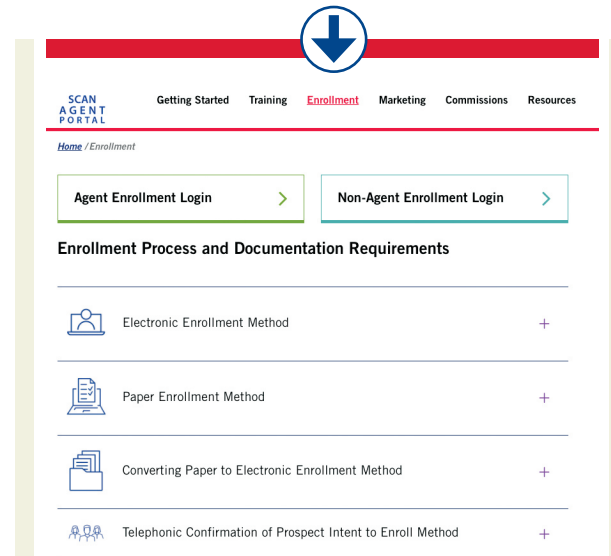 SCAN
AGENT
PORTAL
Getting Started Training Enrollment Marketing Commissions Resources
Home / Enrollment
Agent Enrollment Login
Non-Agent Enrollment Login
Enrollment Process and Documentation Requirements
Electronic Enrollment Method
Paper Enrollment Method
Converting Paper to Electronic Enrollment Method
Telephonic Confirmation of Prospect Intent to Enroll Method